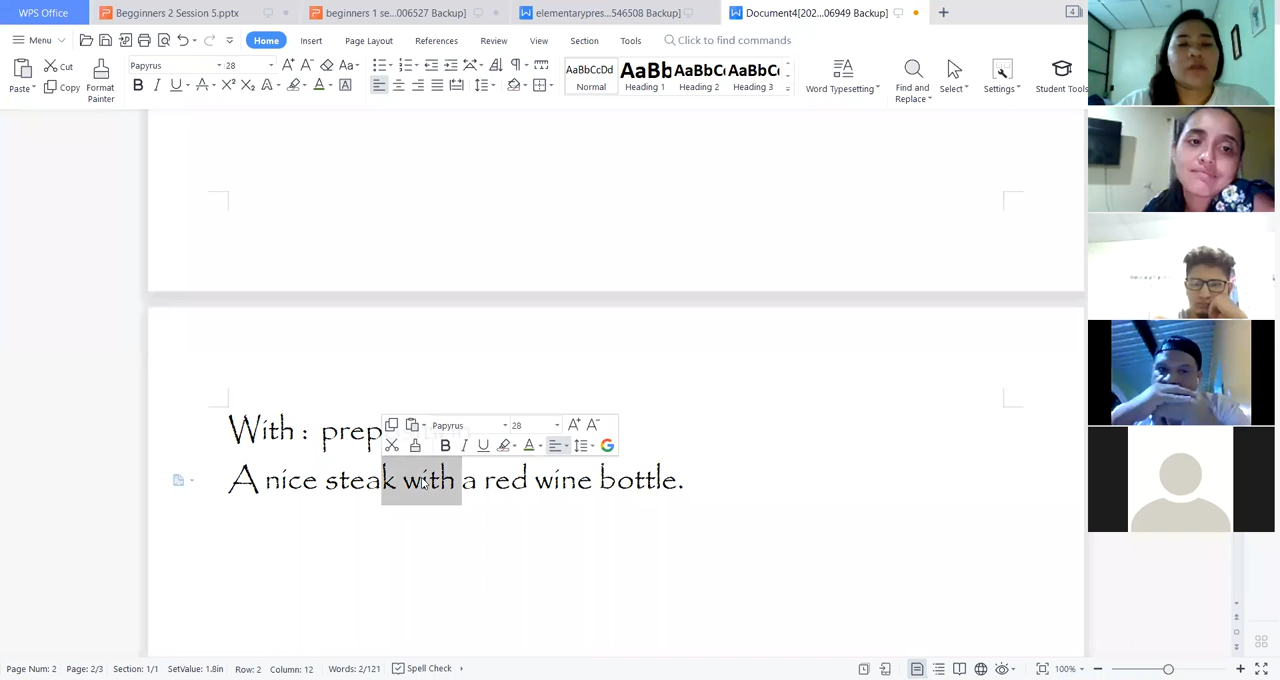 WPS Office Begginners 2 Session 5.pptx beginners 1 se...006527 Backup] elementarypres...546508 Backup] Document4[202...06949 Backup] 4
Menu Home Insert Page Layout References Review View Section Tools Click to find commands
Papyrus 28 Aa AaBbCcDd AaBb AaBbC AaBbC
Paste Cut Copy Format Painter Normal Heading 1 Heading 2 Heading 3 Word Typesetting Find and Replace Select Settings Student Tools
Papyrus 28
With : prep
A nice steak with a red wine bottle.
Page Num: 2 Page: 2/3 Section: 1/1 SetValue: 1.8in Row: 2 Column: 12 Words: 2/121 Spell Check 100%